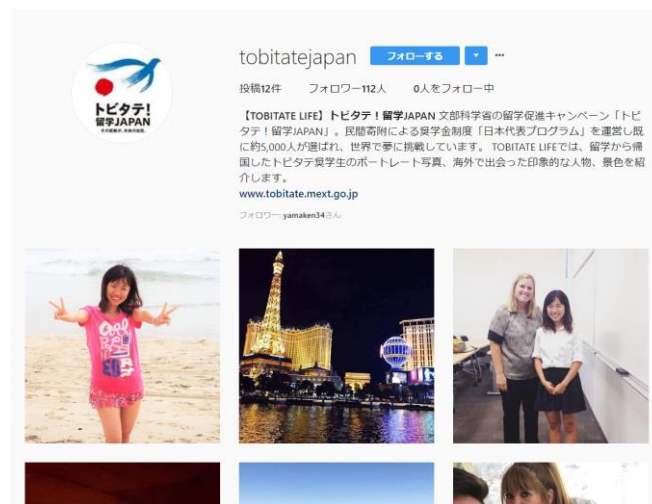 tobitatejapan フォローする
投稿12件 フォロワー112人 0人をフォロー中
【TOBITATE LIFE】トビタテ！留学JAPAN 文部科学省の留学促進キャンペーン「トビ
タテ！留学JAPAN」。民間寄附による奨学金制度「日本代表プログラム」を運営し既
に約5,000人が選ばれ、世界で夢に挑戦しています。 TOBITATE LIFEでは、留学から帰
国したトビタテ奨学生のポートレート写真、海外で出会った印象的な人物、景色を紹
介します。
www.tobitate.mext.go.jp
フォロワー: yamaken34さん
トビタテ！
留学JAPAN
その経験が、未来の自信。